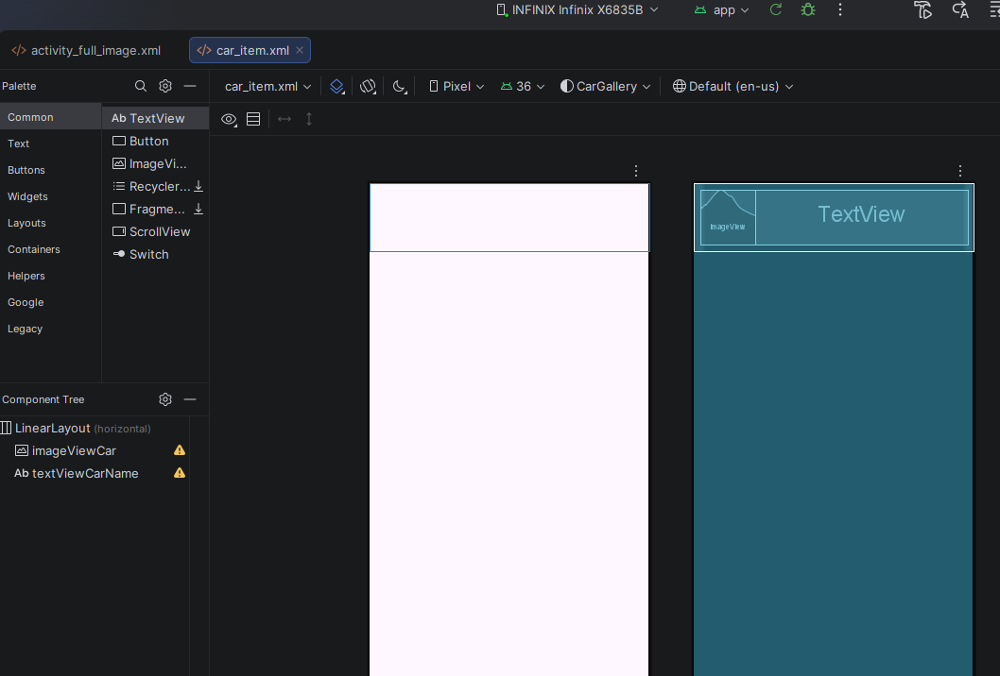 INFINIX Infinix X6835B
app
activity_full_image.xml
car_item.xml
Palette
car_item.xml
Pixel
36
CarGallery
Default (en-us)
Common
Text
Buttons
Widgets
Layouts
Containers
Helpers
Google
Legacy
Ab TextView
Button
ImageVi...
Recycler...
Fragme...
ScrollView
Switch
ImageView
TextView
Component Tree
LinearLayout (horizontal)
imageViewCar
Ab textViewCarName